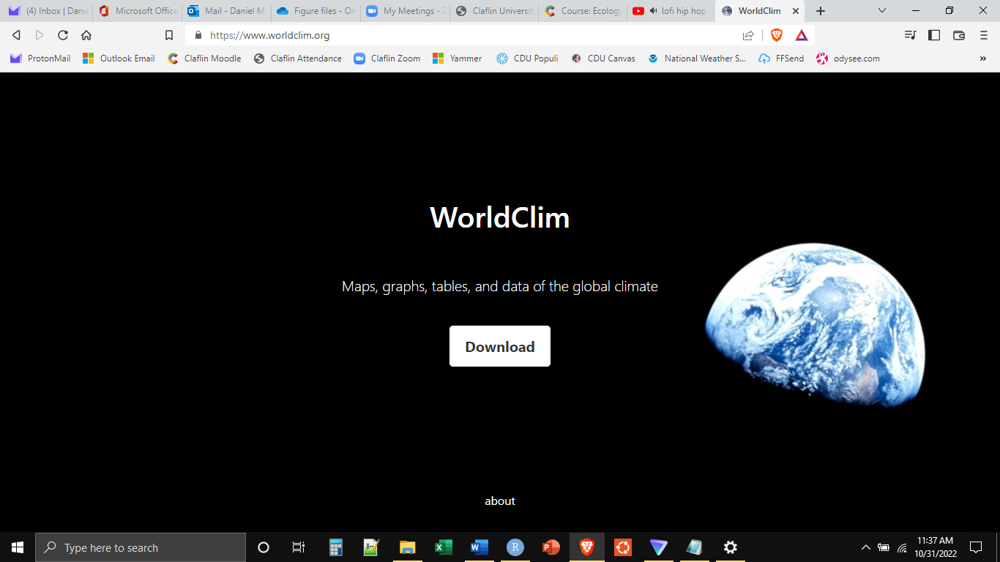 (4) Inbox | Danie
Microsoft Office
Mail - Daniel M
Figure files - On
My Meetings - Z
Claflin Universit
Course: Ecology
lofi hip hop
WorldClim
https://www.worldclim.org
ProtonMail
Outlook Email
Claflin Moodle
Claflin Attendance
Claflin Zoom
Yammer
CDU Populi
CDU Canvas
National Weather S...
FFSend
odysee.com
WorldClim
Maps, graphs, tables, and data of the global climate
Download
about
Type here to search
11:37 AM
10/31/2022